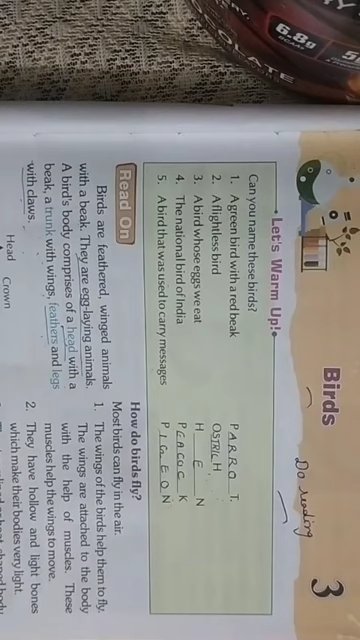 6.8g
OLATE
3
Birds
Do reading
Let's Warm Up!
Can you name these birds?
1. A green bird with a red beak PARRO T.
2. A flightless bird OSTRICH
3. A bird whose eggs we eat H E N
4. The national bird of India PEACOC K
5. A bird that was used to carry messages PIGEON
Read On
Birds are feathered, winged animals
with a beak. They are egg-laying animals.
A bird's body comprises of a head with a
beak, a trunk with wings, feathers and legs
with claws.
Head Crown
How do birds fly?
Most birds can fly in the air.
1. The wings of the birds help them to fly.
The wings are attached to the body
with the help of muscles. These
muscles help the wings to move.
2. They have hollow and light bones
which make their bodies very light.